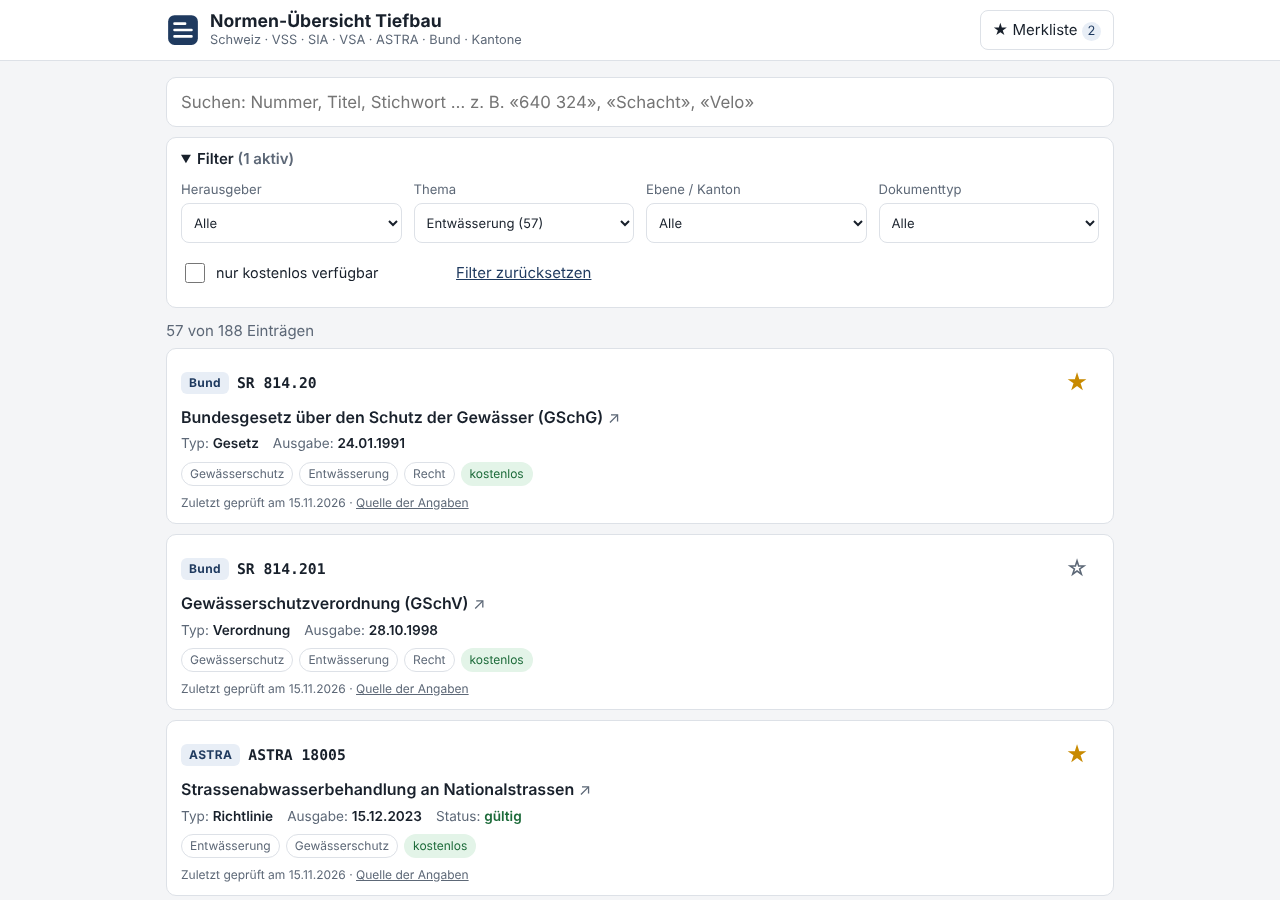 Normen-Übersicht Tiefbau
Schweiz · VSS · SIA · VSA · ASTRA · Bund · Kantone
★ Merkliste 2
Suchen: Nummer, Titel, Stichwort … z. B. «640 324», «Schacht», «Velo»
▼ Filter (1 aktiv)
Herausgeber Thema Ebene / Kanton Dokumenttyp
Alle Entwässerung (57) Alle Alle
nur kostenlos verfügbar Filter zurücksetzen
57 von 188 Einträgen
Bund SR 814.20 ★
Bundesgesetz über den Schutz der Gewässer (GSchG) ↗
Typ: Gesetz Ausgabe: 24.01.1991
Gewässerschutz Entwässerung Recht kostenlos
Zuletzt geprüft am 15.11.2026 · Quelle der Angaben
Bund SR 814.201 ☆
Gewässerschutzverordnung (GSchV) ↗
Typ: Verordnung Ausgabe: 28.10.1998
Gewässerschutz Entwässerung Recht kostenlos
Zuletzt geprüft am 15.11.2026 · Quelle der Angaben
ASTRA ASTRA 18005 ★
Strassenabwasserbehandlung an Nationalstrassen ↗
Typ: Richtlinie Ausgabe: 15.12.2023 Status: gültig
Entwässerung Gewässerschutz kostenlos
Zuletzt geprüft am 15.11.2026 · Quelle der Angaben